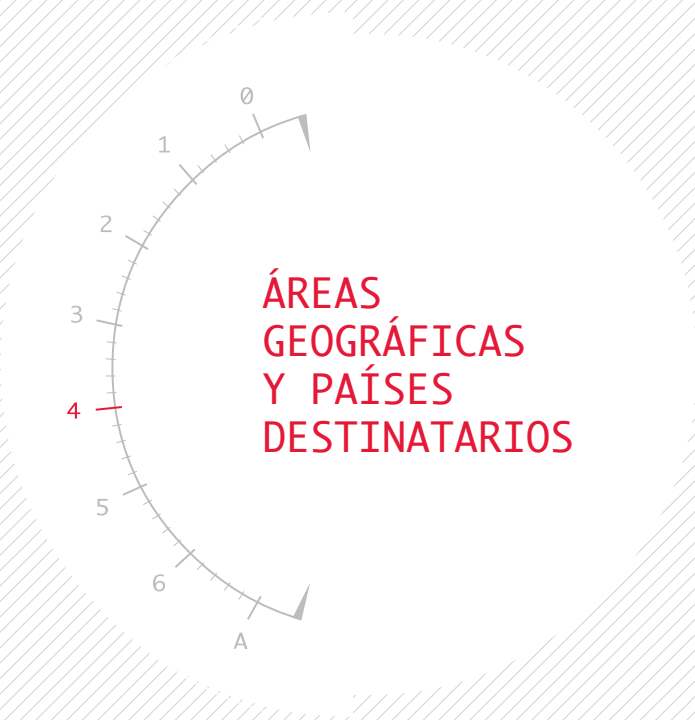 0
1
2
3
4
5
6
A
ÁREAS
GEOGRÁFICAS
Y PAÍSES
DESTINATARIOS